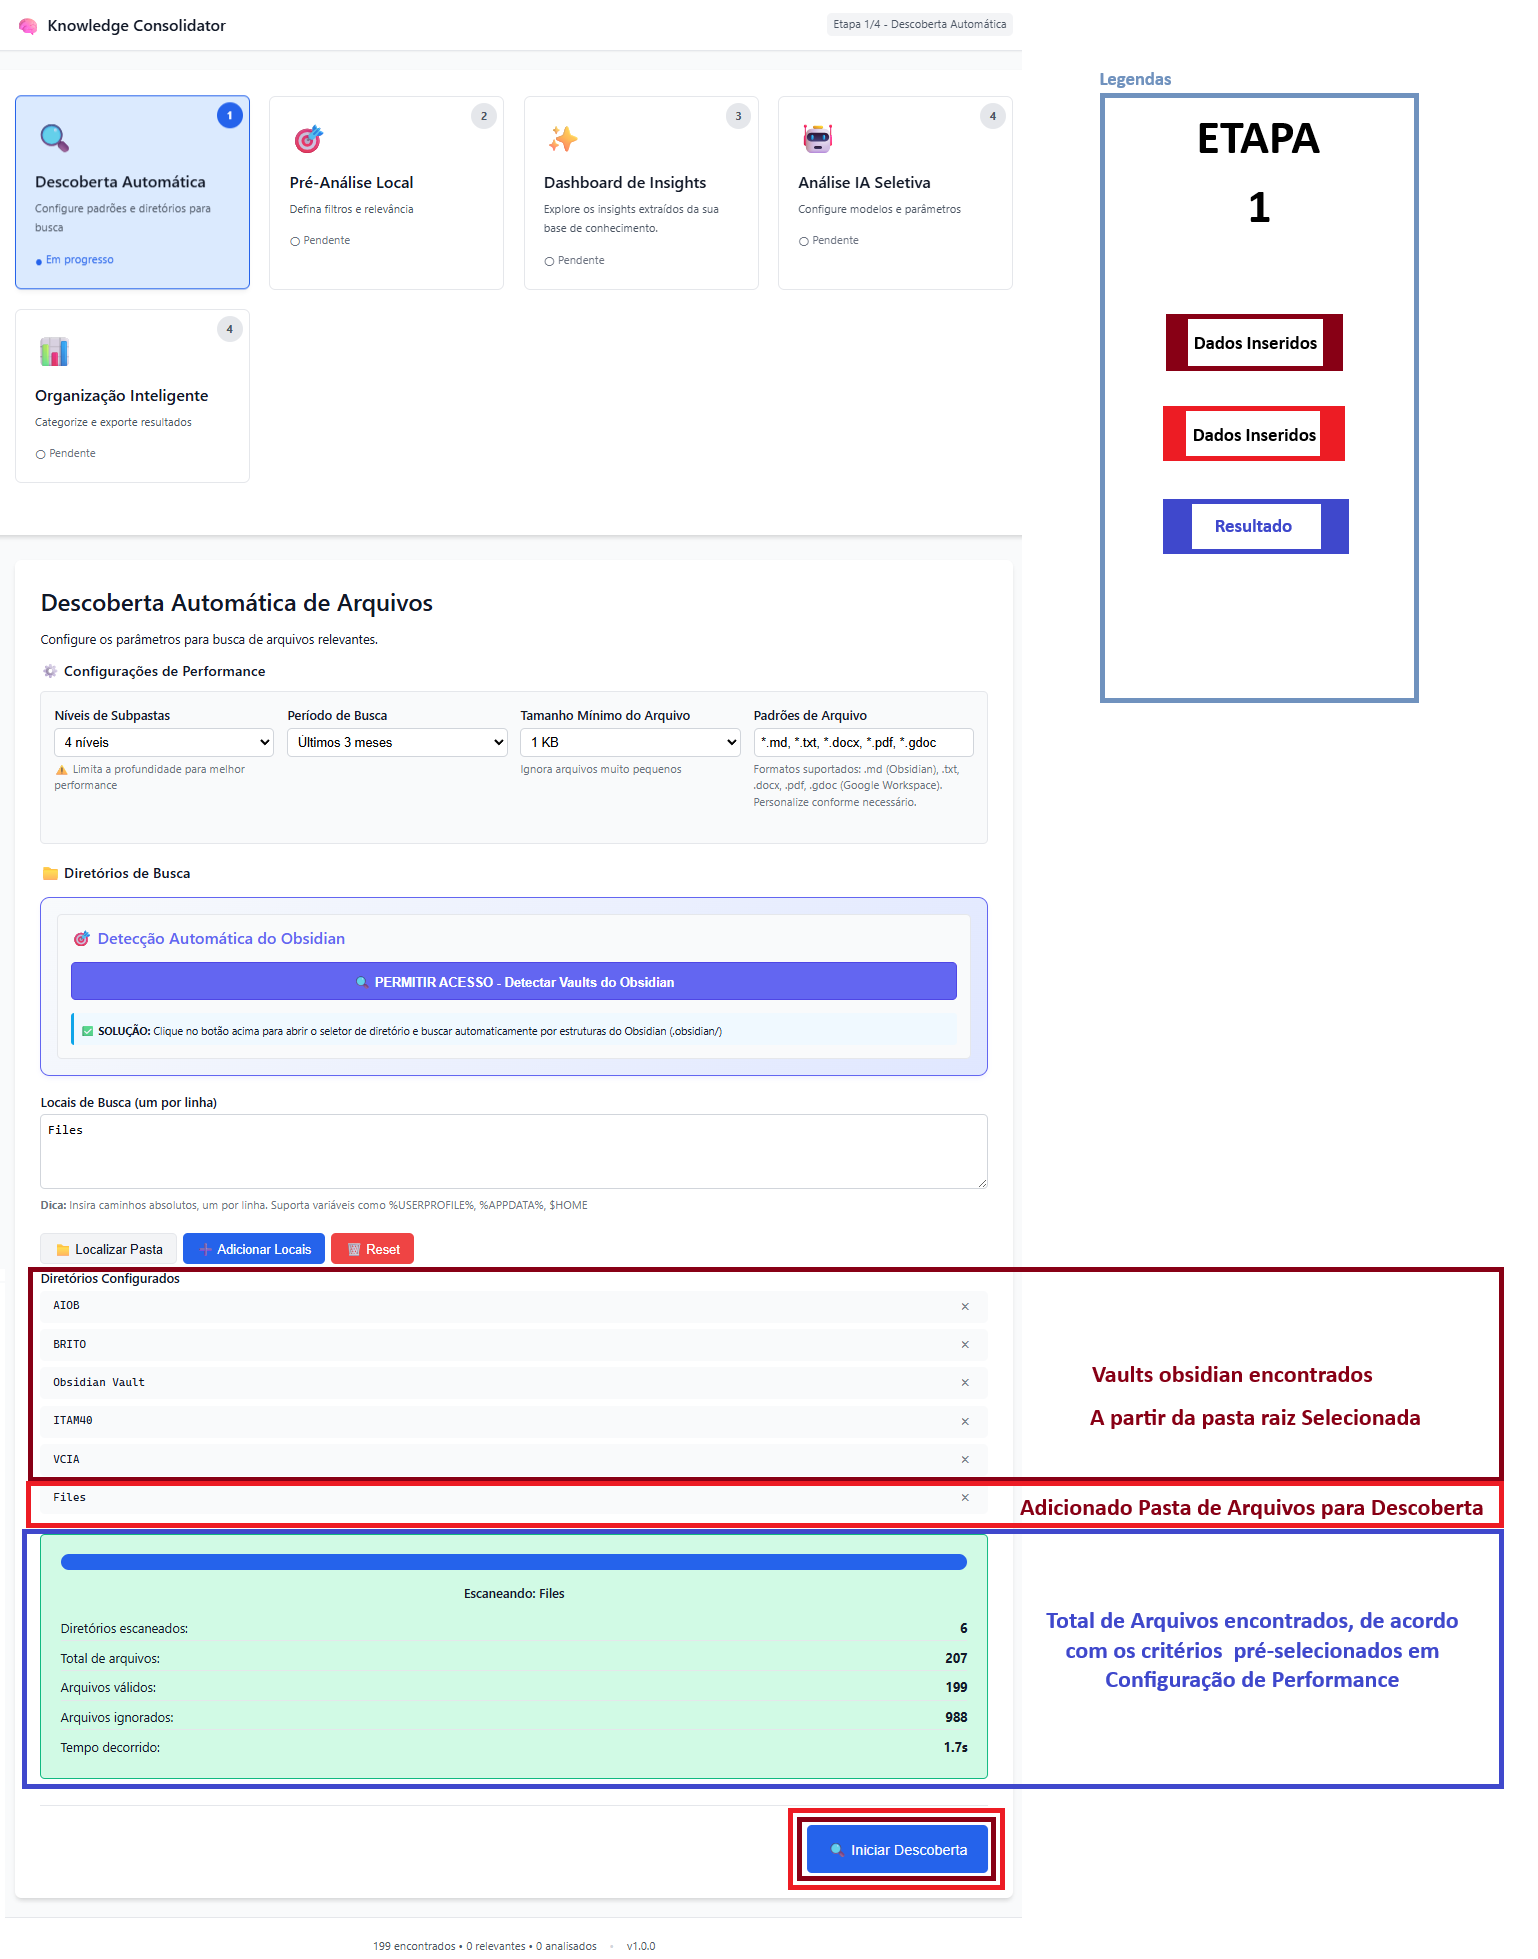 Knowledge Consolidator
Etapa 1/4 - Descoberta Automática
1
Descoberta Automática
Configure padrões e diretórios para
busca
Em progresso
2
Pré-Análise Local
Defina filtros e relevância
Pendente
3
Dashboard de Insights
Explore os insights extraídos da sua
base de conhecimento.
Pendente
4
Análise IA Seletiva
Configure modelos e parâmetros
Pendente
4
Organização Inteligente
Categorize e exporte resultados
Pendente
Legendas
ETAPA
1
Dados Inseridos
Dados Inseridos
Resultado
Descoberta Automática de Arquivos
Configure os parâmetros para busca de arquivos relevantes.
Configurações de Performance
Níveis de Subpastas
4 níveis
Limita a profundidade para melhor
performance
Período de Busca
Últimos 3 meses
Tamanho Mínimo do Arquivo
1 KB
Ignora arquivos muito pequenos
Padrões de Arquivo
*.md, *.txt, *.docx, *.pdf, *.gdoc
Formatos suportados: .md (Obsidian), .txt,
.docx, .pdf, .gdoc (Google Workspace).
Personalize conforme necessário.
Diretórios de Busca
Detecção Automática do Obsidian
PERMITIR ACESSO - Detectar Vaults do Obsidian
SOLUÇÃO: Clique no botão acima para abrir o seletor de diretório e buscar automaticamente por estruturas do Obsidian (.obsidian/)
Locais de Busca (um por linha)
Files
Dica: Insira caminhos absolutos, um por linha. Suporta variáveis como %USERPROFILE%, %APPDATA%, $HOME
Localizar Pasta
Adicionar Locais
Reset
Diretórios Configurados
AIOB ×
BRITO ×
Obsidian Vault ×
ITAM40 ×
VCIA ×
Files ×
Vaults obsidian encontrados
A partir da pasta raiz Selecionada
Adicionado Pasta de Arquivos para Descoberta
Escaneando: Files
Diretórios escaneados: 6
Total de arquivos: 207
Arquivos válidos: 199
Arquivos ignorados: 988
Tempo decorrido: 1.7s
Total de Arquivos encontrados, de acordo
com os critérios pré-selecionados em
Configuração de Performance
Iniciar Descoberta
199 encontrados • 0 relevantes • 0 analisados • v1.0.0